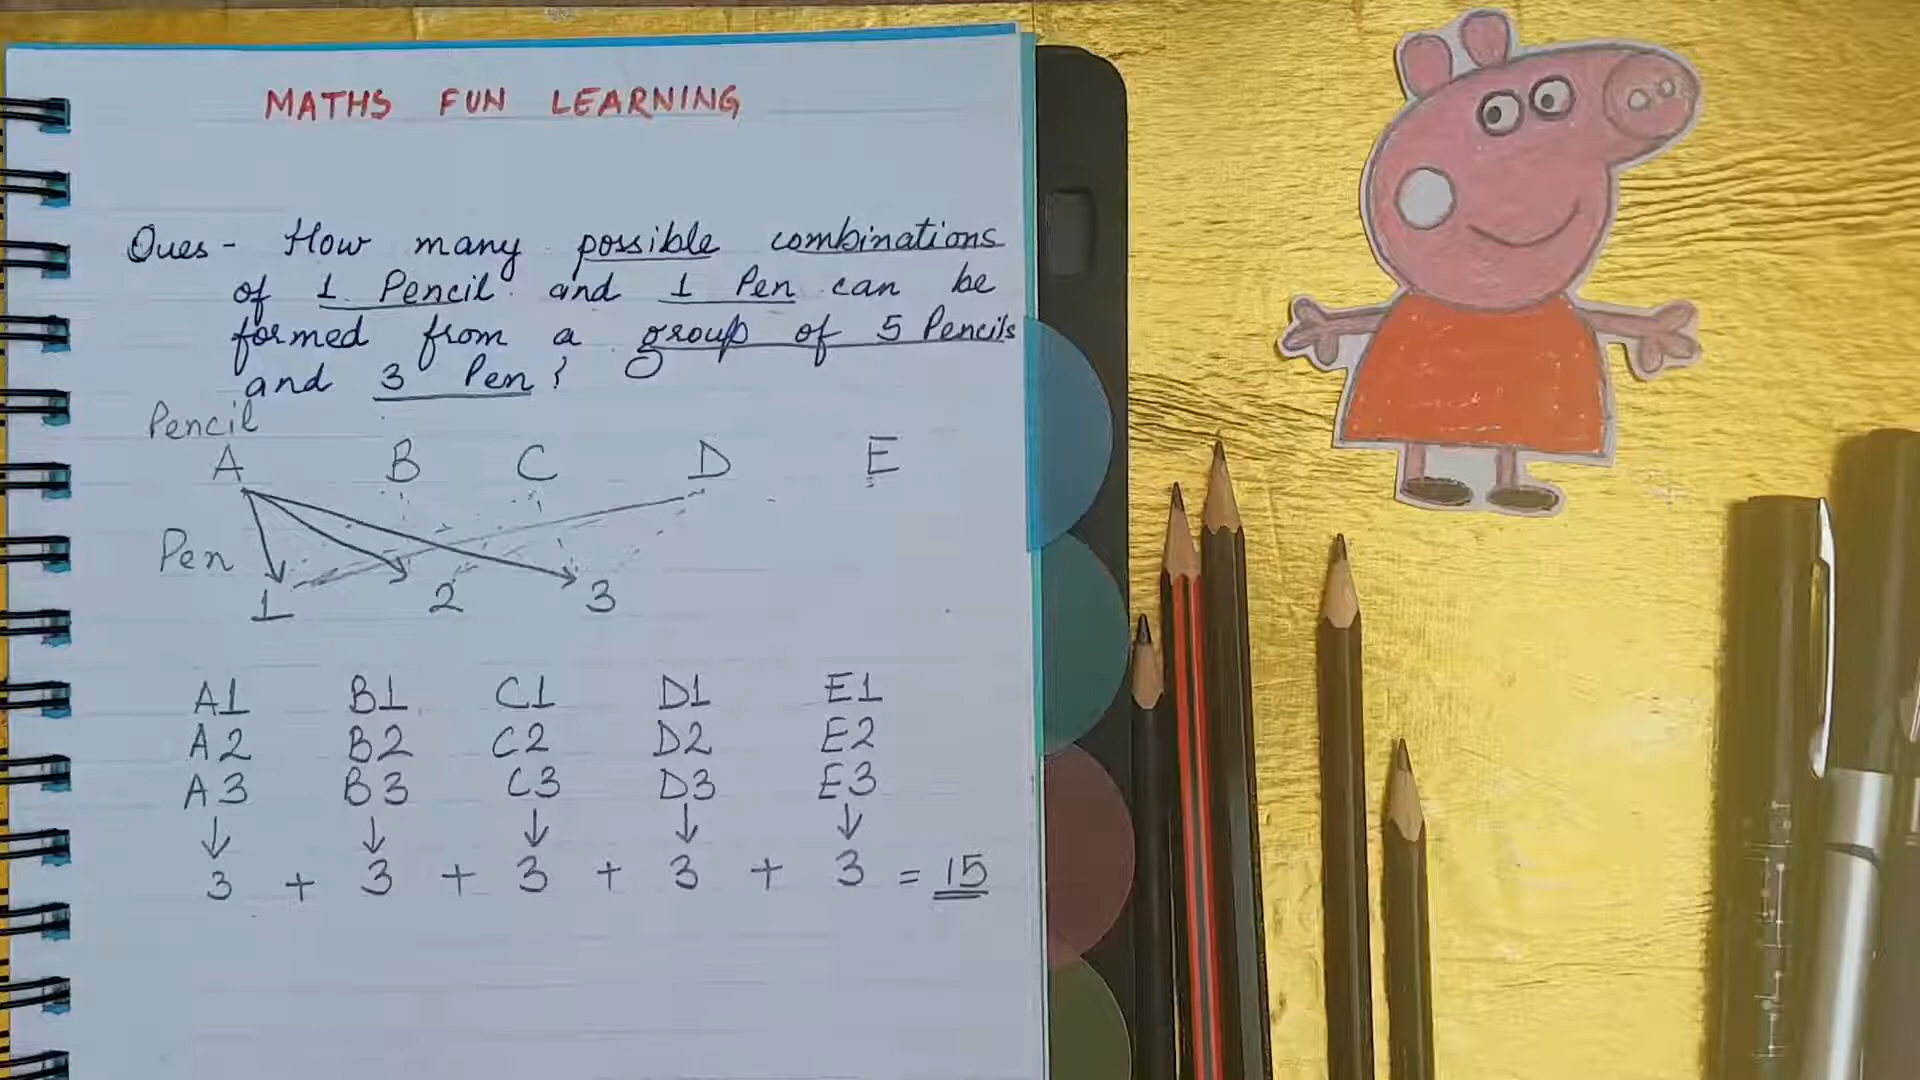 MATHS FUN LEARNING
Ques - How many possible combinations
of 1 Pencil and 1 Pen can be
formed from a group of 5 Pencils
and 3 Pen?
Pencil
A B C D E
Pen
1 2 3
A1 B1 C1 D1 E1
A2 B2 C2 D2 E2
A3 B3 C3 D3 E3
3 + 3 + 3 + 3 + 3 = 15